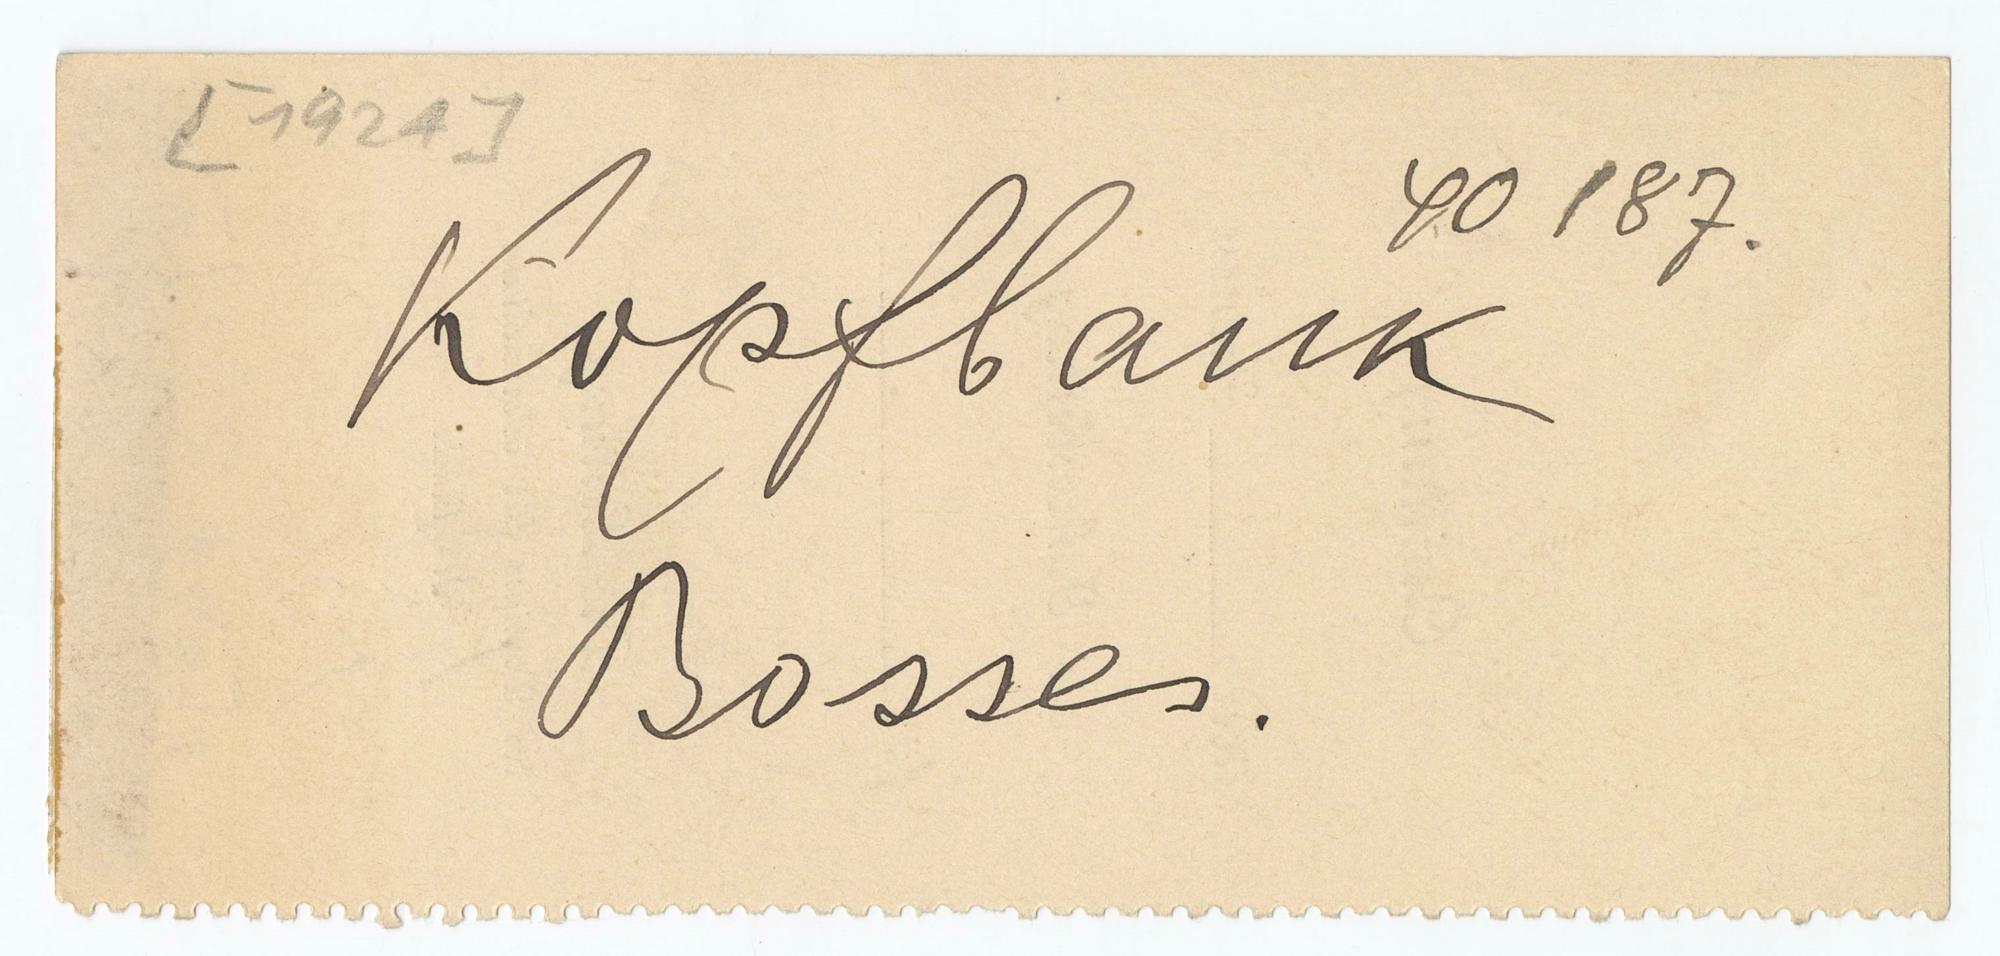 [1924]
40 187.
Kopfbank
Bosses.